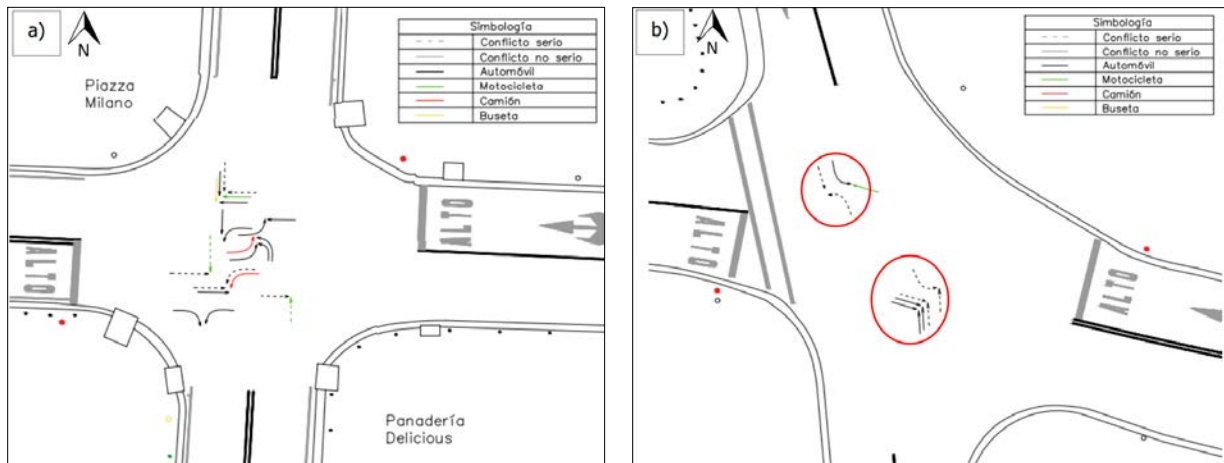 a)
N
Piazza
Milano
Simbología
Conflicto serio
Conflicto no serio
Automóvil
Motocicleta
Camión
Buseta
ALTO
ALTO
Panadería
Delicious
b)
N
Simbología
Conflicto serio
Conflicto no serio
Automóvil
Motocicleta
Camión
Buseta
ALTO
ALTO